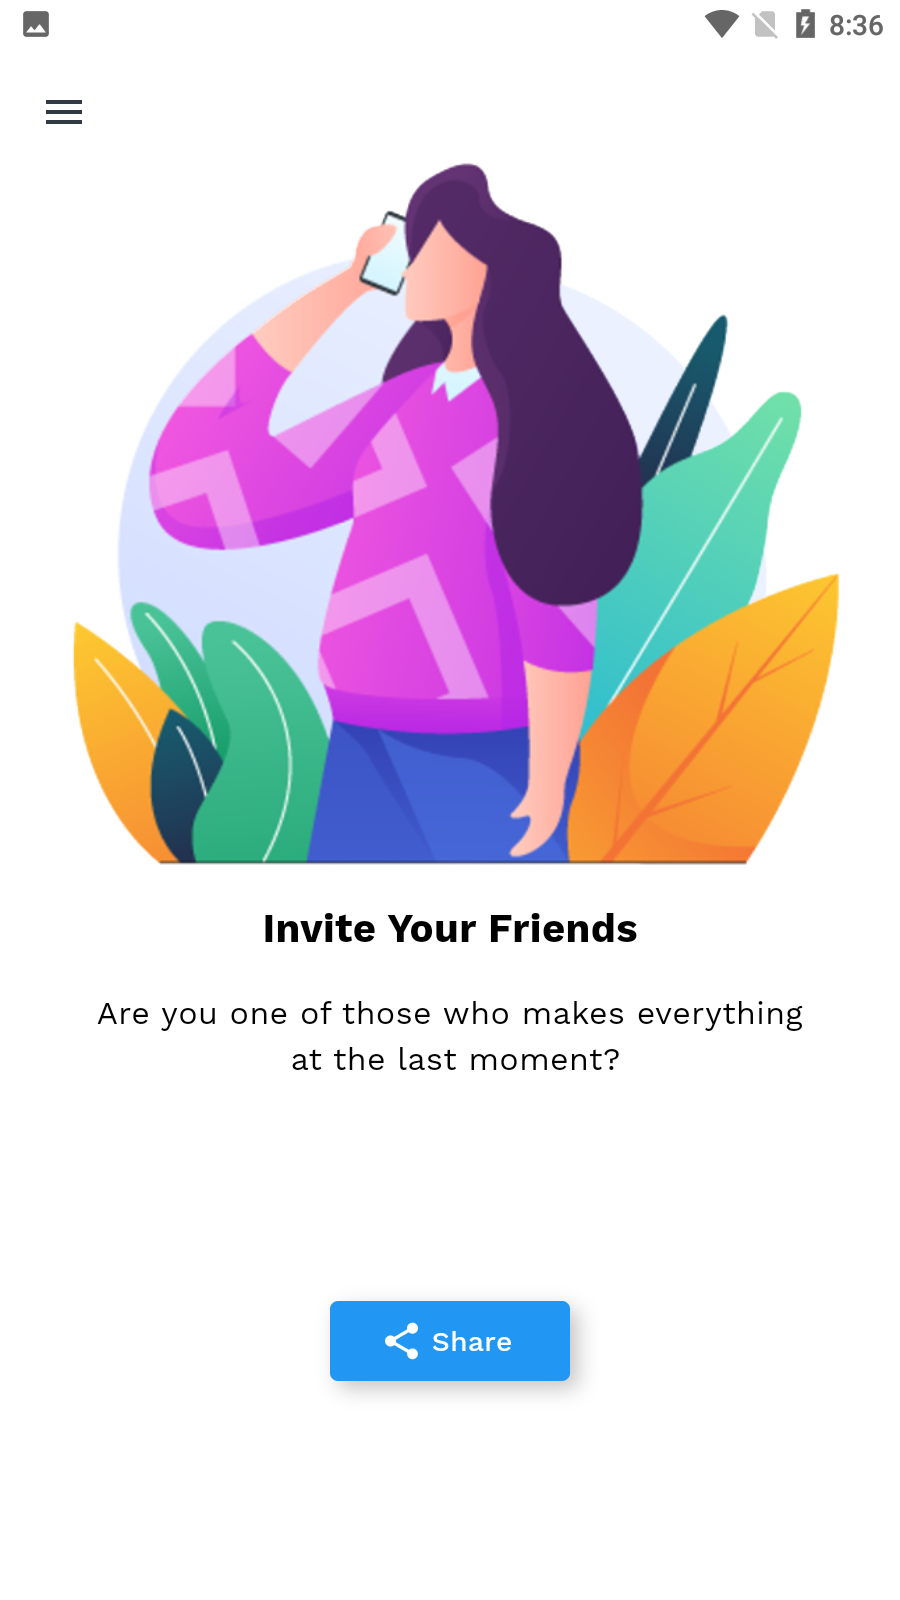 8:36
Invite Your Friends
Are you one of those who makes everything
at the last moment?
Share